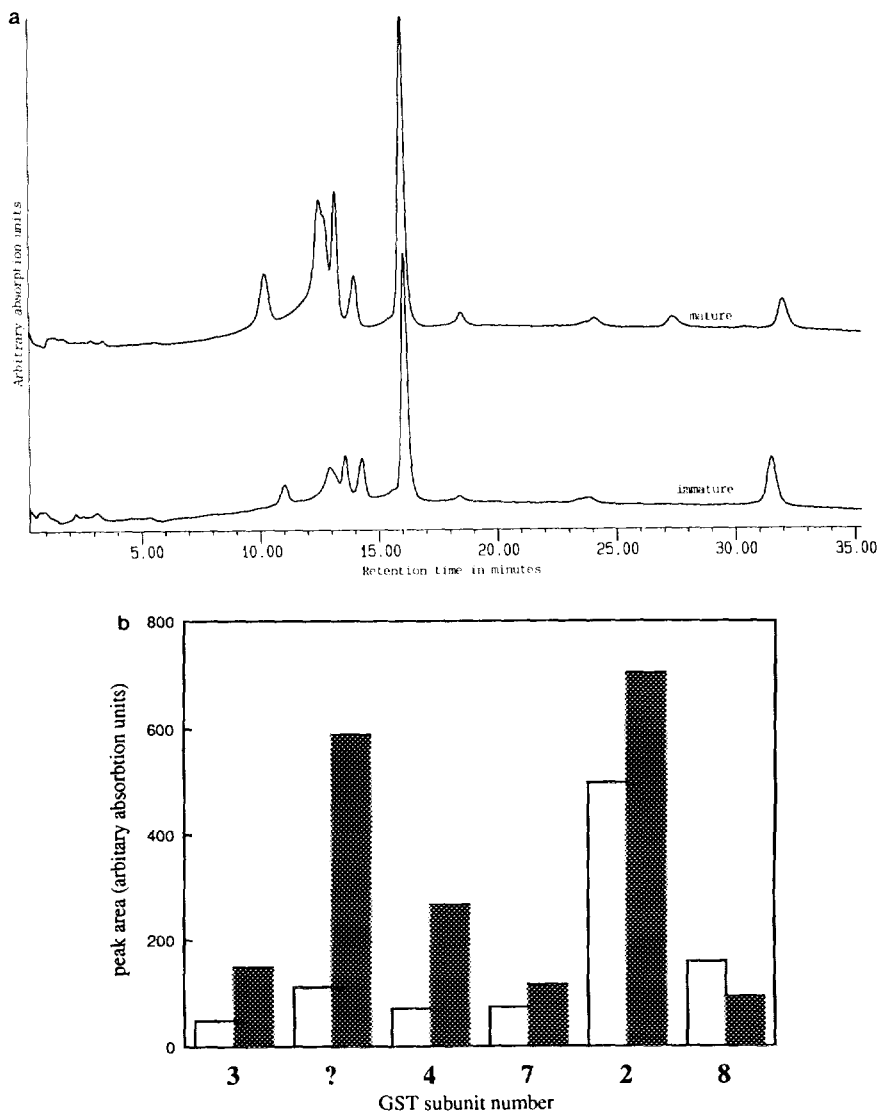 a
Arbitrary absorption units
mature
immature
5.00 10.00 15.00 20.00 25.00 30.00 35.00
Retention time in minutes
b
peak area (arbitary absorbtion units)
800
600
400
200
0
3 ? 4 7 2 8
GST subunit number